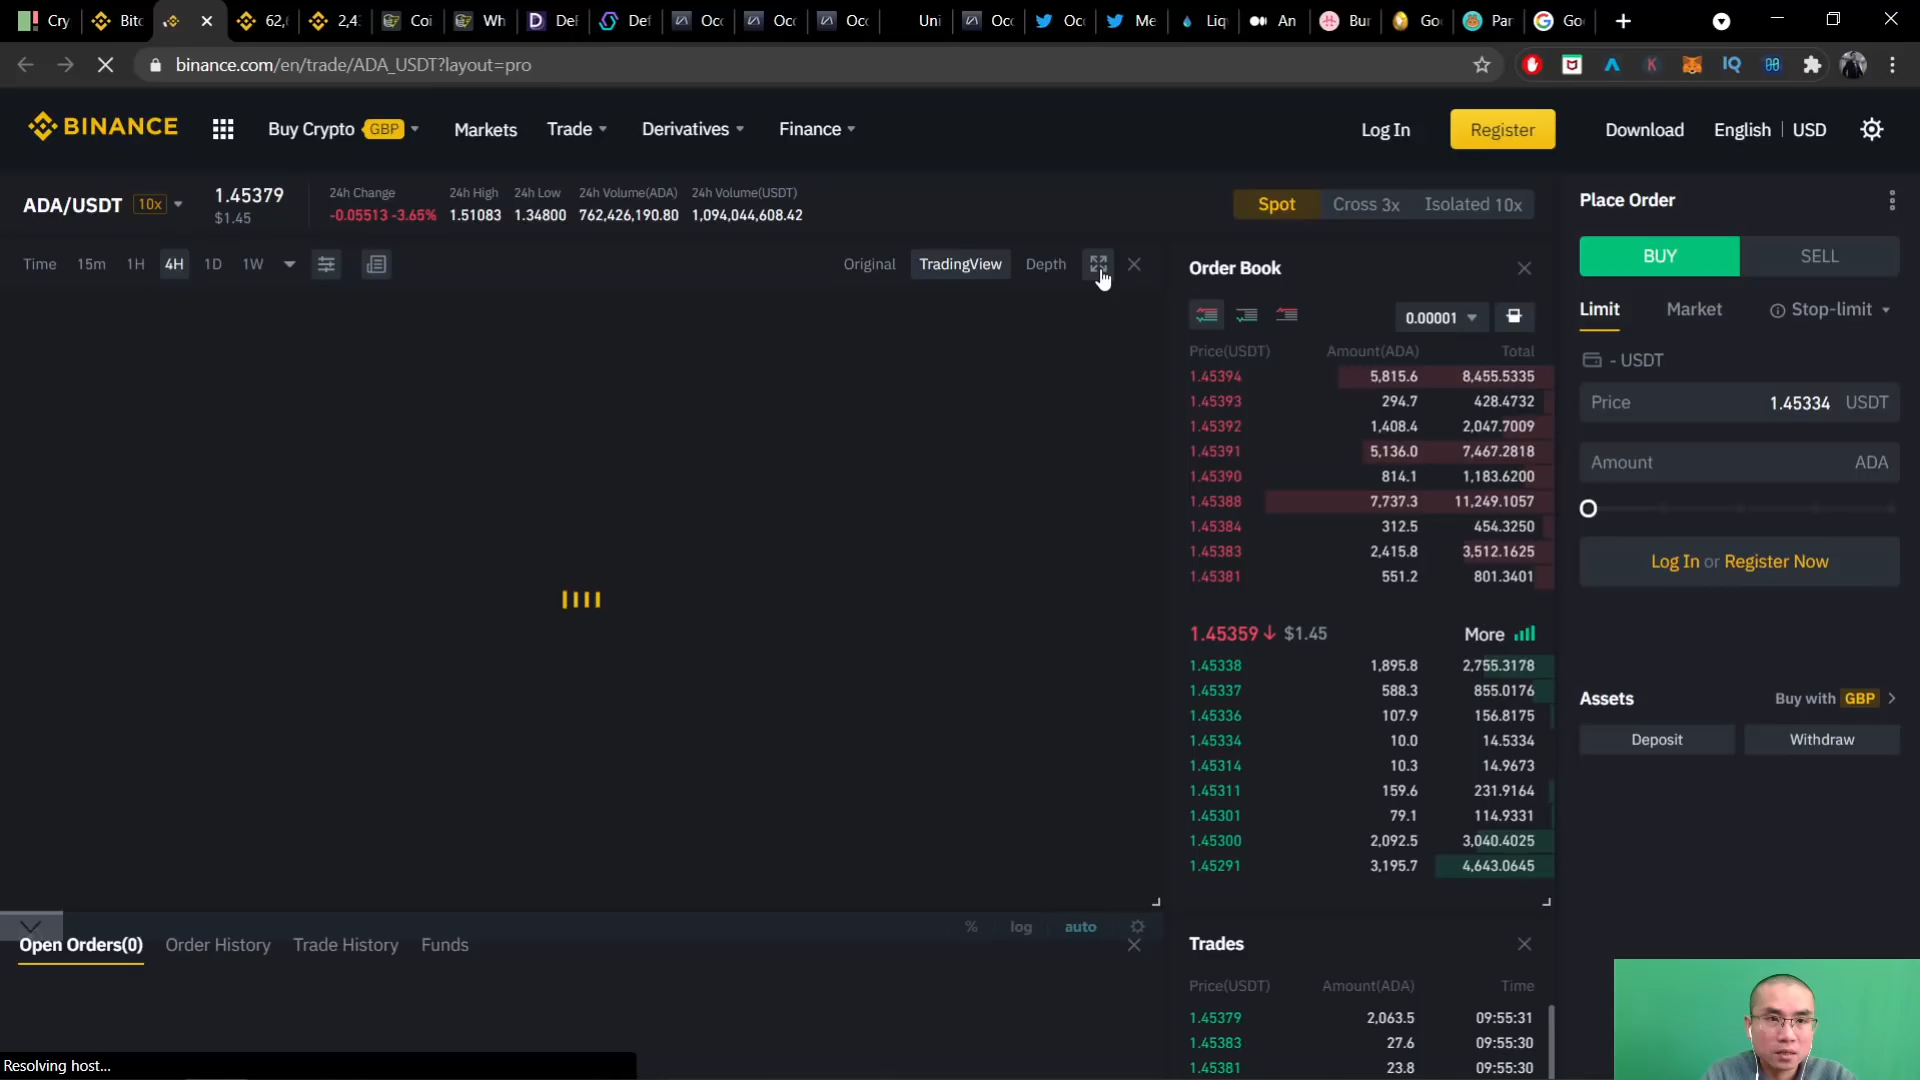 Cry Bitc 62, 2,4 Coi Wh DeF Def Occ Occ Occ Uni Occ Occ Me Liq An Bur Go Par Go
binance.com/en/trade/ADA_USDT?layout=pro
BINANCE Buy Crypto GBP Markets Trade Derivatives Finance Log In Register Download English USD
ADA/USDT 10x 1.45379 $1.45
24h Change 24h High 24h Low 24h Volume(ADA) 24h Volume(USDT)
-0.05513 -3.65% 1.51083 1.34800 762,426,190.80 1,094,044,608.42
Spot Cross 3x Isolated 10x
Time 15m 1H 4H 1D 1W Original TradingView Depth
Order Book
0.00001
Price(USDT) Amount(ADA) Total
1.45394 5,815.6 8,455.5335
1.45393 294.7 428.4732
1.45392 1,408.4 2,047.7009
1.45391 5,136.0 7,467.2818
1.45390 814.1 1,183.6200
1.45388 7,737.3 11,249.1057
1.45384 312.5 454.3250
1.45383 2,415.8 3,512.1625
1.45381 551.2 801.3401
1.45359 $1.45 More
1.45338 1,895.8 2,755.3178
1.45337 588.3 855.0176
1.45336 107.9 156.8175
1.45334 10.0 14.5334
1.45314 10.3 14.9673
1.45311 159.6 231.9164
1.45301 79.1 114.9331
1.45300 2,092.5 3,040.4025
1.45291 3,195.7 4,643.0645
Place Order
BUY SELL
Limit Market Stop-limit
- USDT
Price 1.45334 USDT
Amount ADA
Log In or Register Now
Assets Buy with GBP
Deposit Withdraw
% log auto
Open Orders(0) Order History Trade History Funds
Trades
Price(USDT) Amount(ADA) Time
1.45379 2,063.5 09:55:31
1.45383 27.6 09:55:30
1.45381 23.8 09:55:30
Resolving host...